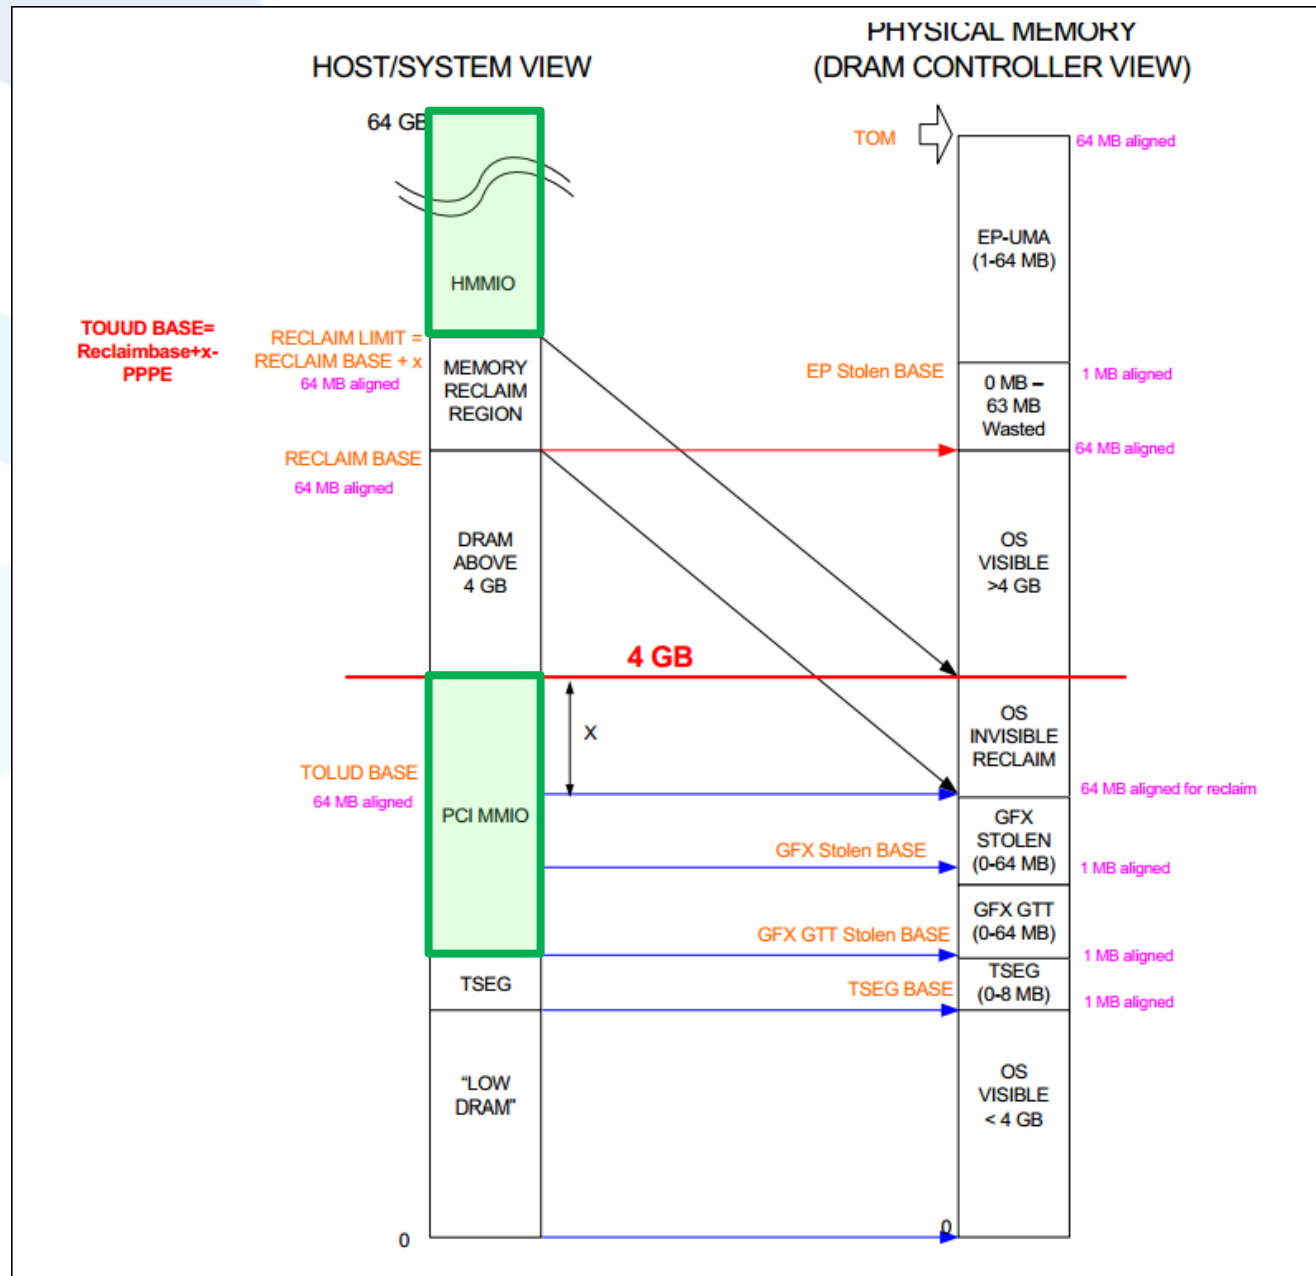 PHYSICAL MEMORY
(DRAM CONTROLLER VIEW)
HOST/SYSTEM VIEW
64 GB
TOM
64 MB aligned
EP-UMA
(1-64 MB)
HMMIO
TOUUD BASE=
Reclaimbase+x-
PPPE
RECLAIM LIMIT =
RECLAIM BASE + x
64 MB aligned
MEMORY
RECLAIM
REGION
EP Stolen BASE
1 MB aligned
0 MB –
63 MB
Wasted
64 MB aligned
RECLAIM BASE
64 MB aligned
DRAM
ABOVE
4 GB
OS
VISIBLE
>4 GB
4 GB
X
OS
INVISIBLE
RECLAIM
TOLUD BASE
64 MB aligned
64 MB aligned for reclaim
PCI MMIO
GFX
STOLEN
(0-64 MB)
GFX Stolen BASE
1 MB aligned
GFX GTT
(0-64 MB)
GFX GTT Stolen BASE
1 MB aligned
TSEG
TSEG
(0-8 MB)
TSEG BASE
1 MB aligned
“LOW
DRAM”
OS
VISIBLE
< 4 GB
0
0